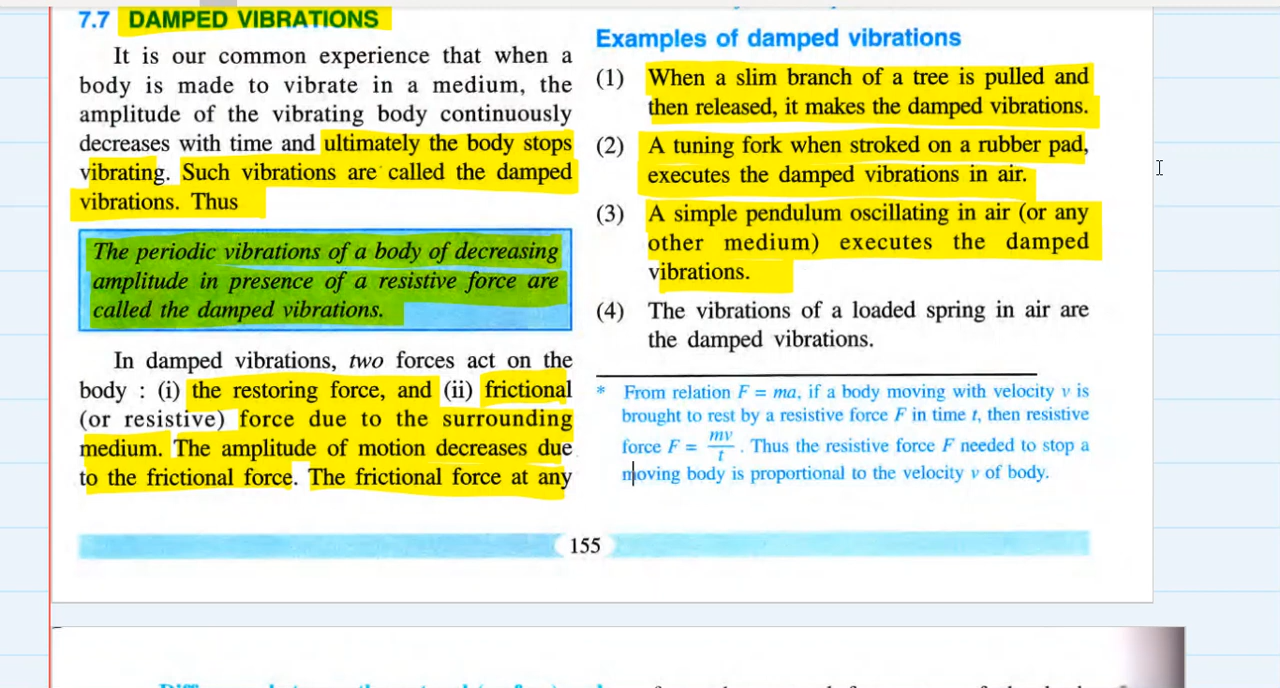 7.7 DAMPED VIBRATIONS
It is our common experience that when a
body is made to vibrate in a medium, the
amplitude of the vibrating body continuously
decreases with time and ultimately the body stops
vibrating. Such vibrations are called the damped
vibrations. Thus
The periodic vibrations of a body of decreasing
amplitude in presence of a resistive force are
called the damped vibrations.
In damped vibrations, two forces act on the
body : (i) the restoring force, and (ii) frictional
(or resistive) force due to the surrounding
medium. The amplitude of motion decreases due
to the frictional force. The frictional force at any
Examples of damped vibrations
(1) When a slim branch of a tree is pulled and
then released, it makes the damped vibrations.
(2) A tuning fork when stroked on a rubber pad,
executes the damped vibrations in air.
(3) A simple pendulum oscillating in air (or any
other medium) executes the damped
vibrations.
(4) The vibrations of a loaded spring in air are
the damped vibrations.
* From relation F = ma, if a body moving with velocity v is
brought to rest by a resistive force F in time t, then resistive
force F = mv/t. Thus the resistive force F needed to stop a
moving body is proportional to the velocity v of body.
155